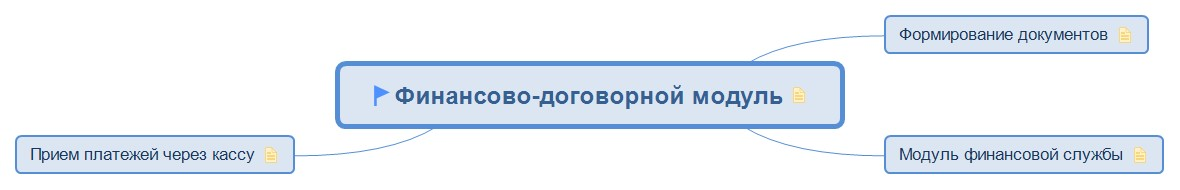 Формирование документов
Финансово-договорной модуль
Прием платежей через кассу
Модуль финансовой службы